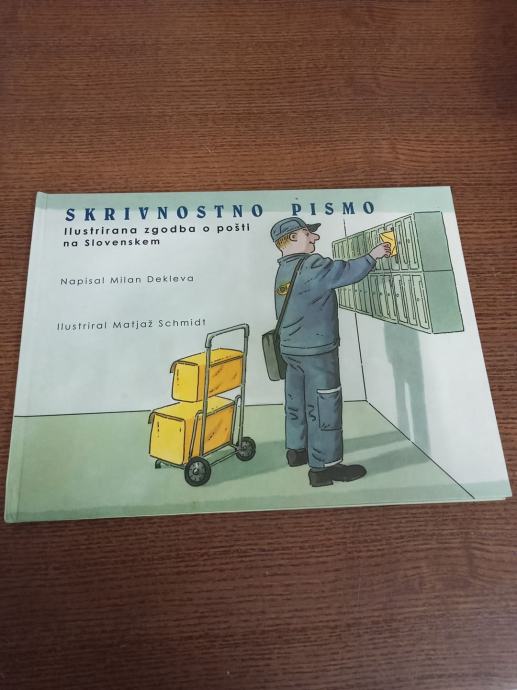 SKRIVNOSTNO PISMO
Ilustrirana zgodba o pošti
na Slovenskem
Napisal Milan Dekleva
Ilustriral Matjaž Schmidt